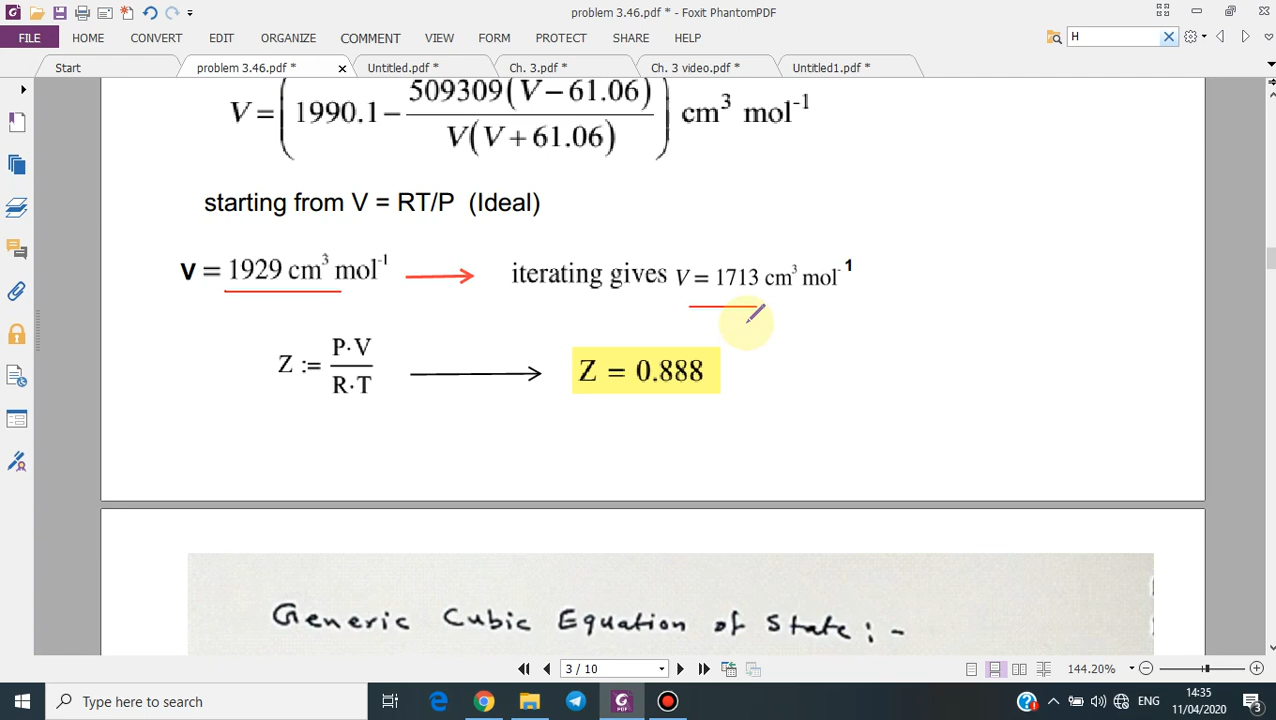 problem 3.46.pdf * - Foxit PhantomPDF
FILE HOME CONVERT EDIT ORGANIZE COMMENT VIEW FORM PROTECT SHARE HELP H
Start problem 3.46.pdf * Untitled.pdf * Ch. 3.pdf * Ch. 3 video.pdf * Untitled1.pdf *
V = ( 1990.1 − 509309(V − 61.06) / V(V + 61.06) ) cm³ mol⁻¹
starting from V = RT/P (Ideal)
V = 1929 cm³ mol⁻¹ → iterating gives V = 1713 cm³ mol⁻¹
Z := P·V / R·T → Z = 0.888
Generic Cubic Equation of State : -
3 / 10 144.20%
Type here to search ENG 14:35
11/04/2020 3